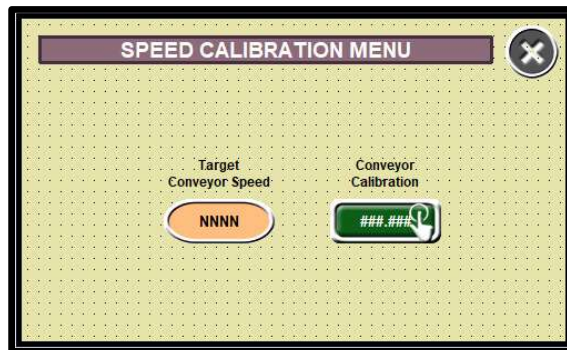 SPEED CALIBRATION MENU
Target
Conveyor Speed
Conveyor
Calibration
NNNN
###.###